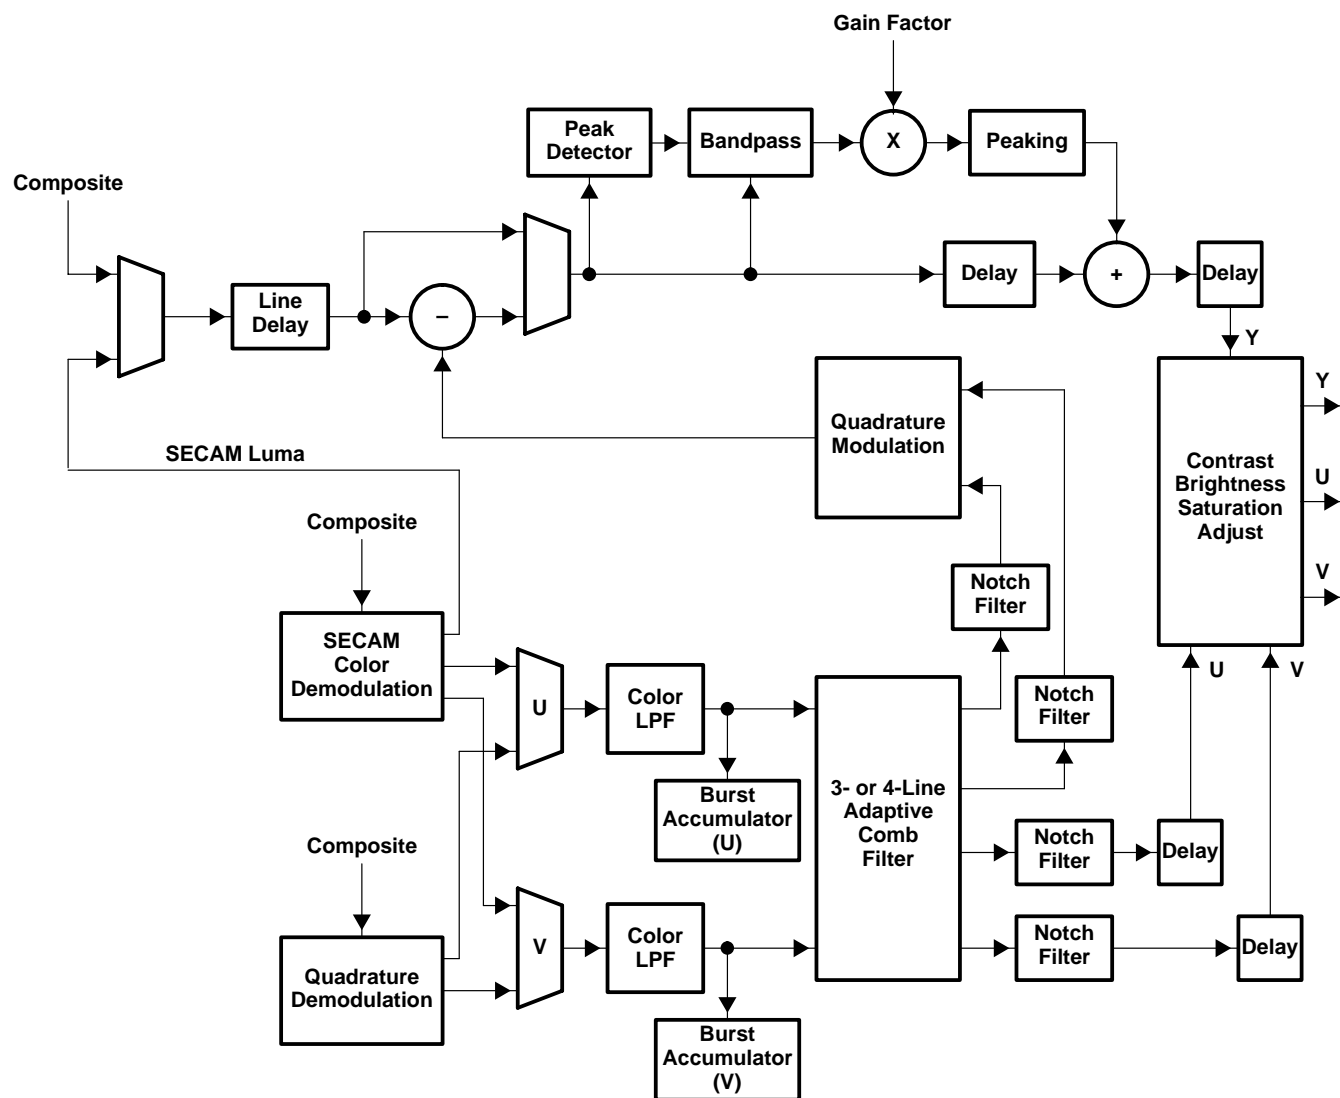 Gain Factor
Peak
Detector
Bandpass
X
Peaking
Composite
Line
Delay
–
Delay
+
Delay
Y
Quadrature
Modulation
Contrast
Brightness
Saturation
Adjust
Y
U
V
SECAM Luma
Composite
SECAM
Color
Demodulation
Notch
Filter
U
V
U
Color
LPF
Notch
Filter
Burst
Accumulator
(U)
3- or 4-Line
Adaptive
Comb
Filter
Notch
Filter
Delay
Composite
Quadrature
Demodulation
V
Color
LPF
Notch
Filter
Delay
Burst
Accumulator
(V)